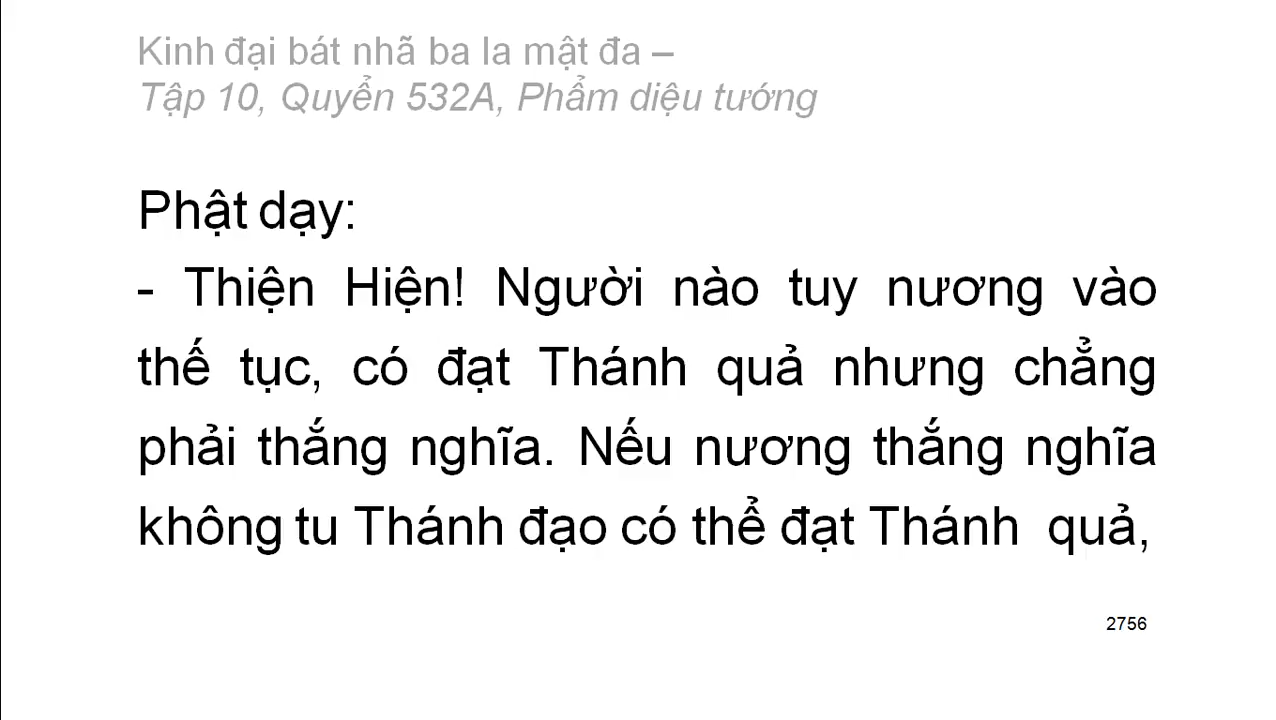 Kinh đại bát nhã ba la mật đa –
Tập 10, Quyển 532A, Phẩm diệu tướng
Phật dạy:
- Thiện Hiện! Người nào tuy nương vào
thế tục, có đạt Thánh quả nhưng chẳng
phải thắng nghĩa. Nếu nương thắng nghĩa
không tu Thánh đạo có thể đạt Thánh quả,
2756